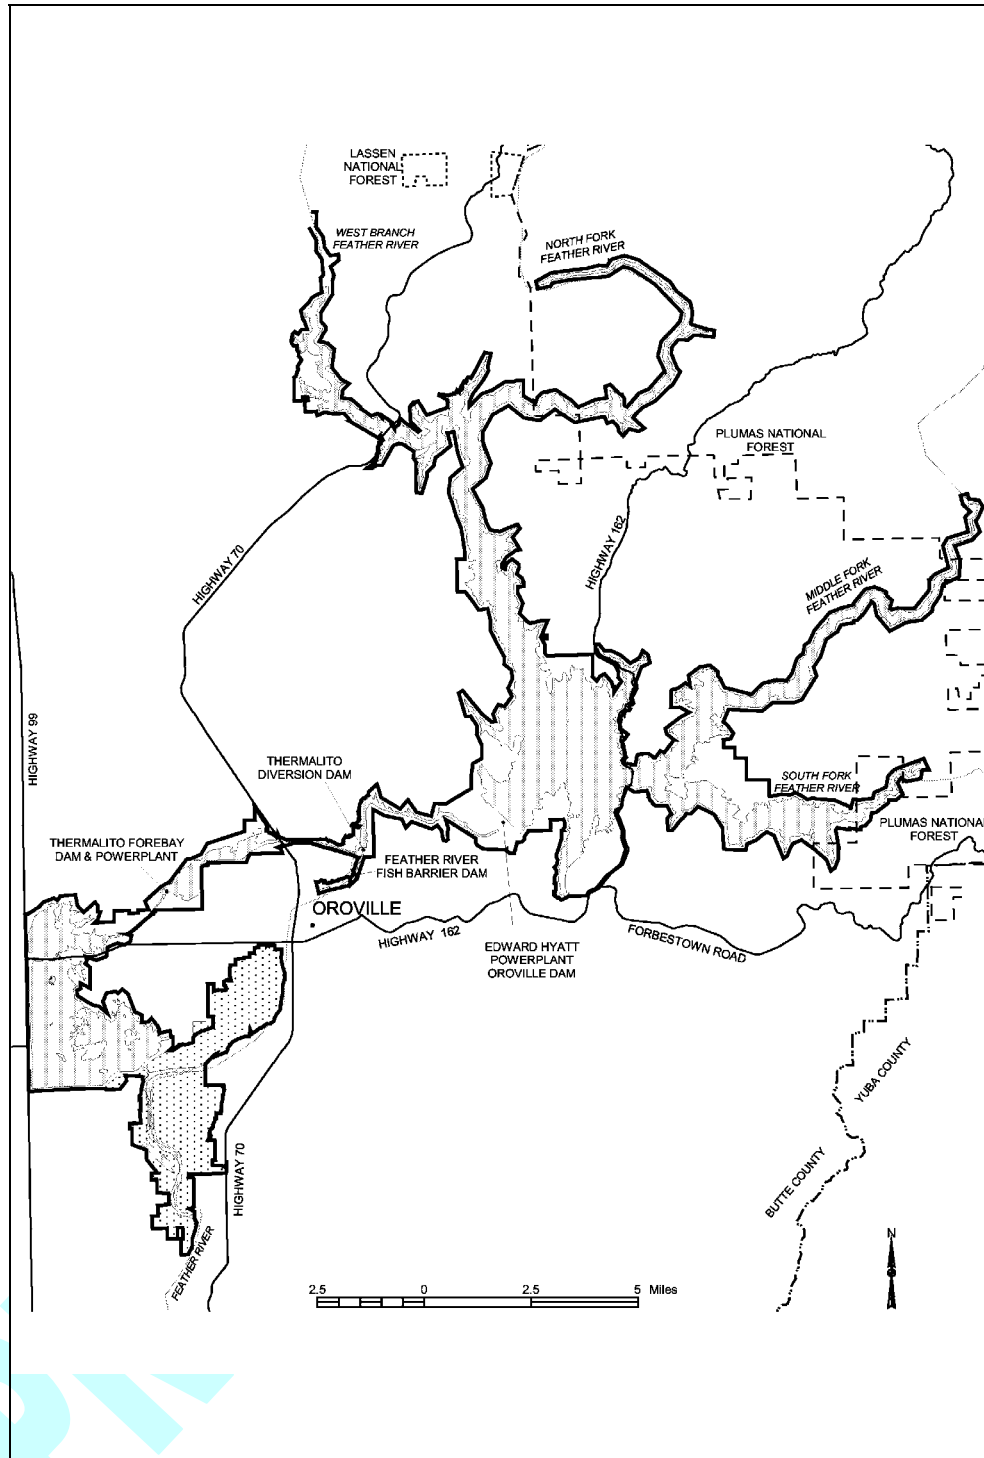 LASSEN
NATIONAL
FOREST
WEST BRANCH
FEATHER RIVER
NORTH FORK
FEATHER RIVER
PLUMAS NATIONAL
FOREST
HIGHWAY 70
HIGHWAY 162
MIDDLE FORK
FEATHER RIVER
HIGHWAY 99
THERMALITO
DIVERSION DAM
SOUTH FORK
FEATHER RIVER
THERMALITO FOREBAY
DAM & POWERPLANT
PLUMAS NATIONAL
FOREST
FEATHER RIVER
FISH BARRIER DAM
OROVILLE
HIGHWAY 162
FORBESTOWN ROAD
EDWARD HYATT
POWERPLANT
OROVILLE DAM
YUBA COUNTY
BUTTE COUNTY
HIGHWAY 70
FEATHER RIVER
N
2.5 0 2.5 5 Miles